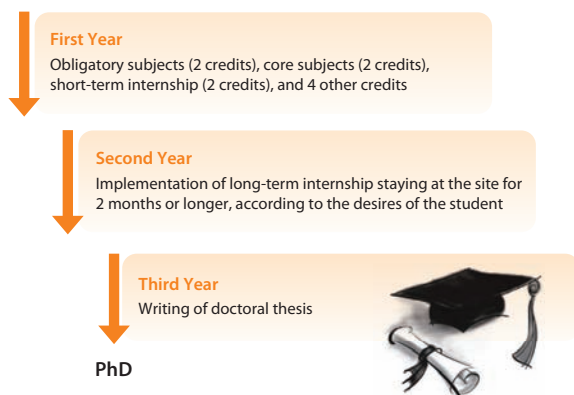 First Year
Obligatory subjects (2 credits), core subjects (2 credits),
short-term internship (2 credits), and 4 other credits
Second Year
Implementation of long-term internship staying at the site for
2 months or longer, according to the desires of the student
Third Year
Writing of doctoral thesis
PhD